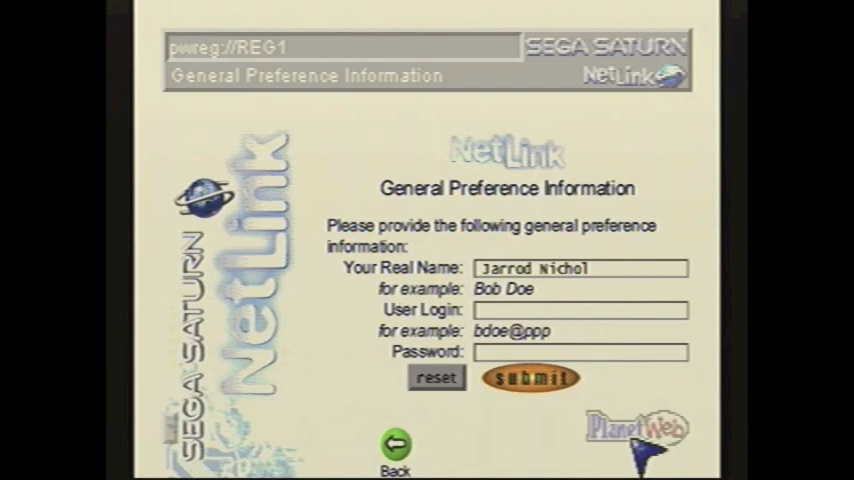 pwreg://REG1
SEGA SATURN
General Preference Information
NetLink
NetLink
SEGA SATURN
NetLink
General Preference Information
Please provide the following general preference
information:
Your Real Name: Jarrod Nichol
for example: Bob Doe
User Login:
for example: bdoe@ppp
Password:
reset
submit
PlanetWeb
Back